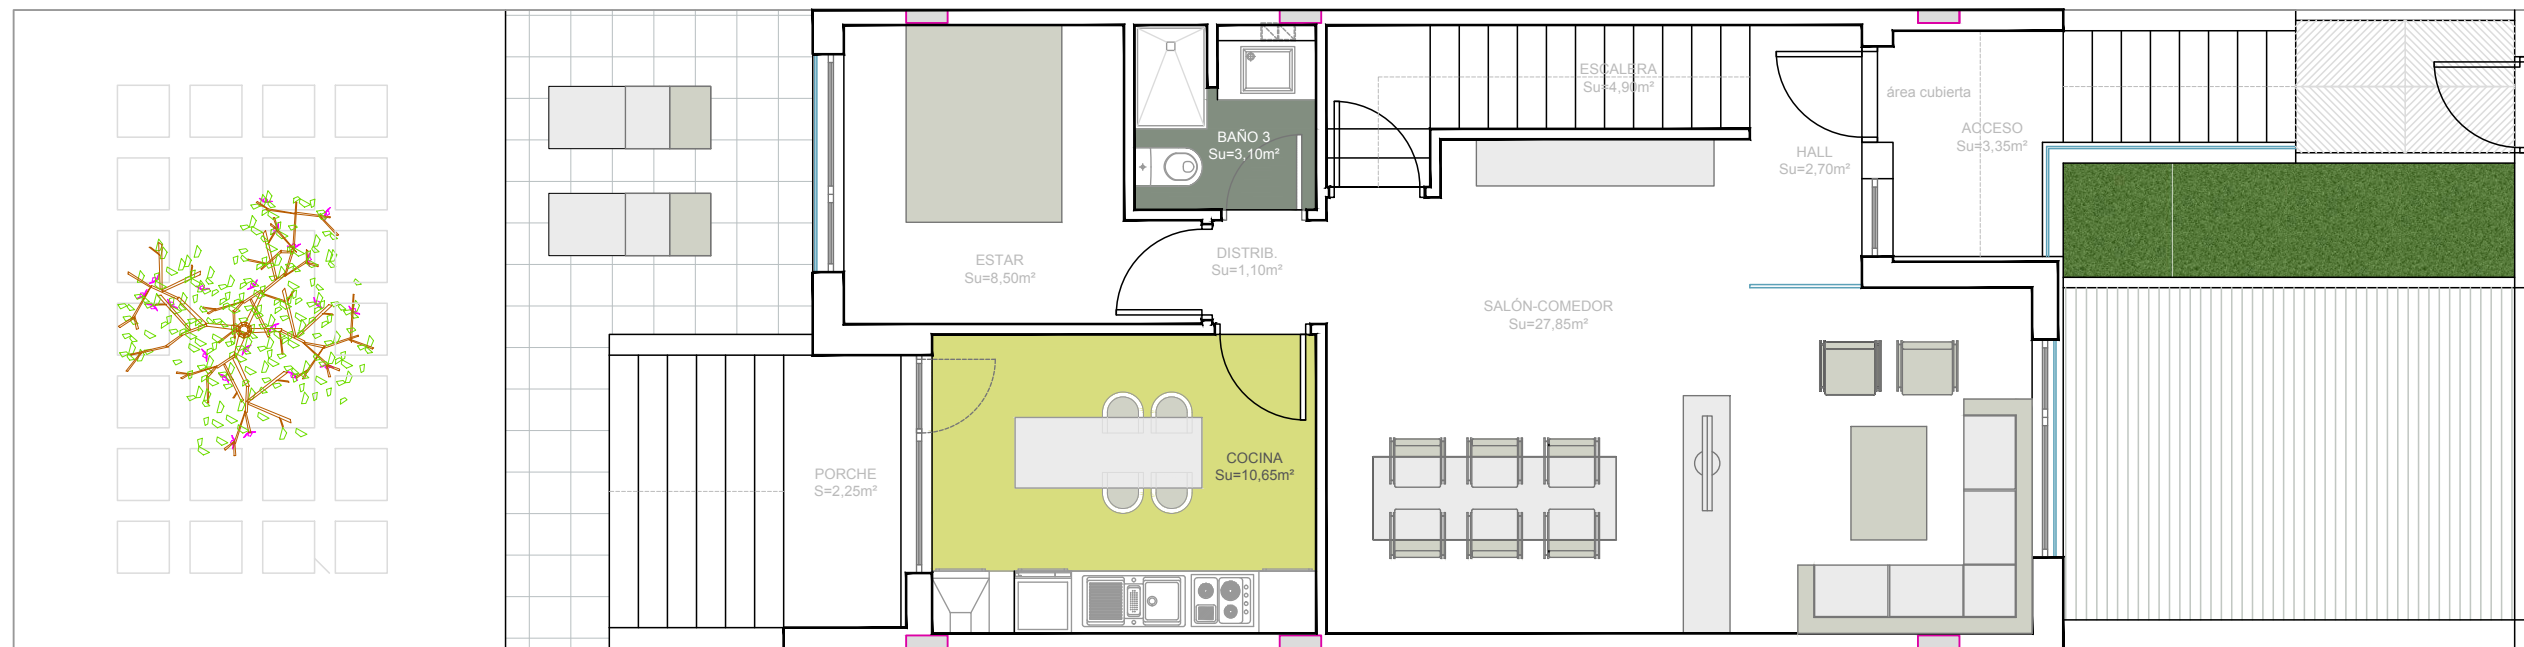 ESCALERA
Su=4,90m²
área cubierta
ACCESO
Su=3,35m²
BAÑO 3
Su=3,10m²
HALL
Su=2,70m²
ESTAR
Su=8,50m²
DISTRIB.
Su=1,10m²
SALÓN-COMEDOR
Su=27,85m²
COCINA
Su=10,65m²
PORCHE
S=2,25m²